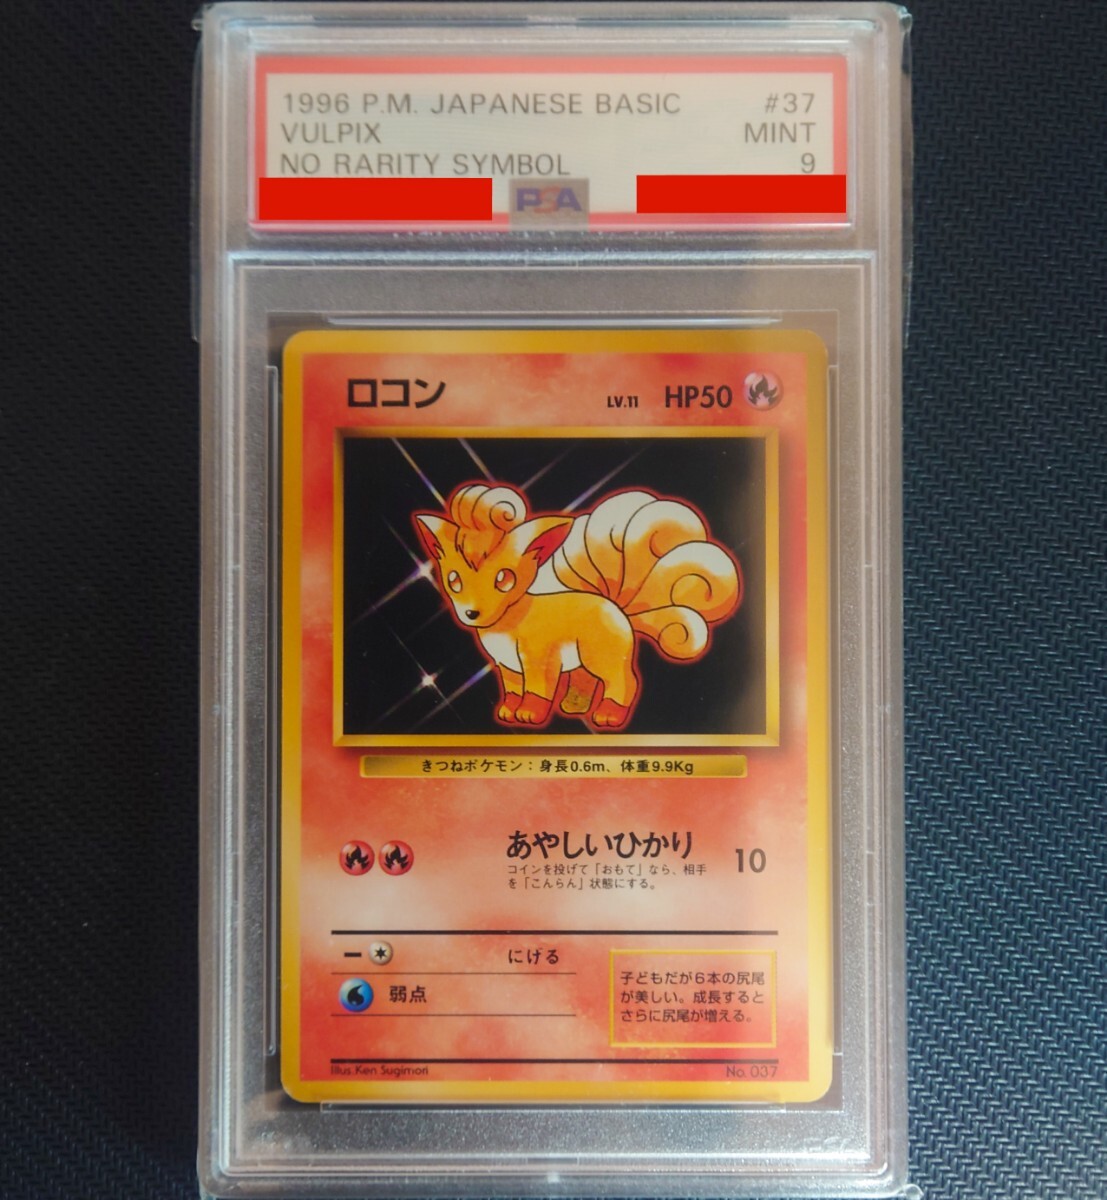 1996 P.M. JAPANESE BASIC #37
VULPIX MINT
NO RARITY SYMBOL 9
PSA
ロコン LV.11 HP50
きつねポケモン：身長0.6m、体重9.9Kg
あやしいひかり 10
コインを投げて「おもて」なら、相手
を「こんらん」状態にする。
にげる
弱点
子どもだが６本の尻尾
が美しい。成長すると
さらに尻尾が増える。
Illus. Ken Sugimori No. 037